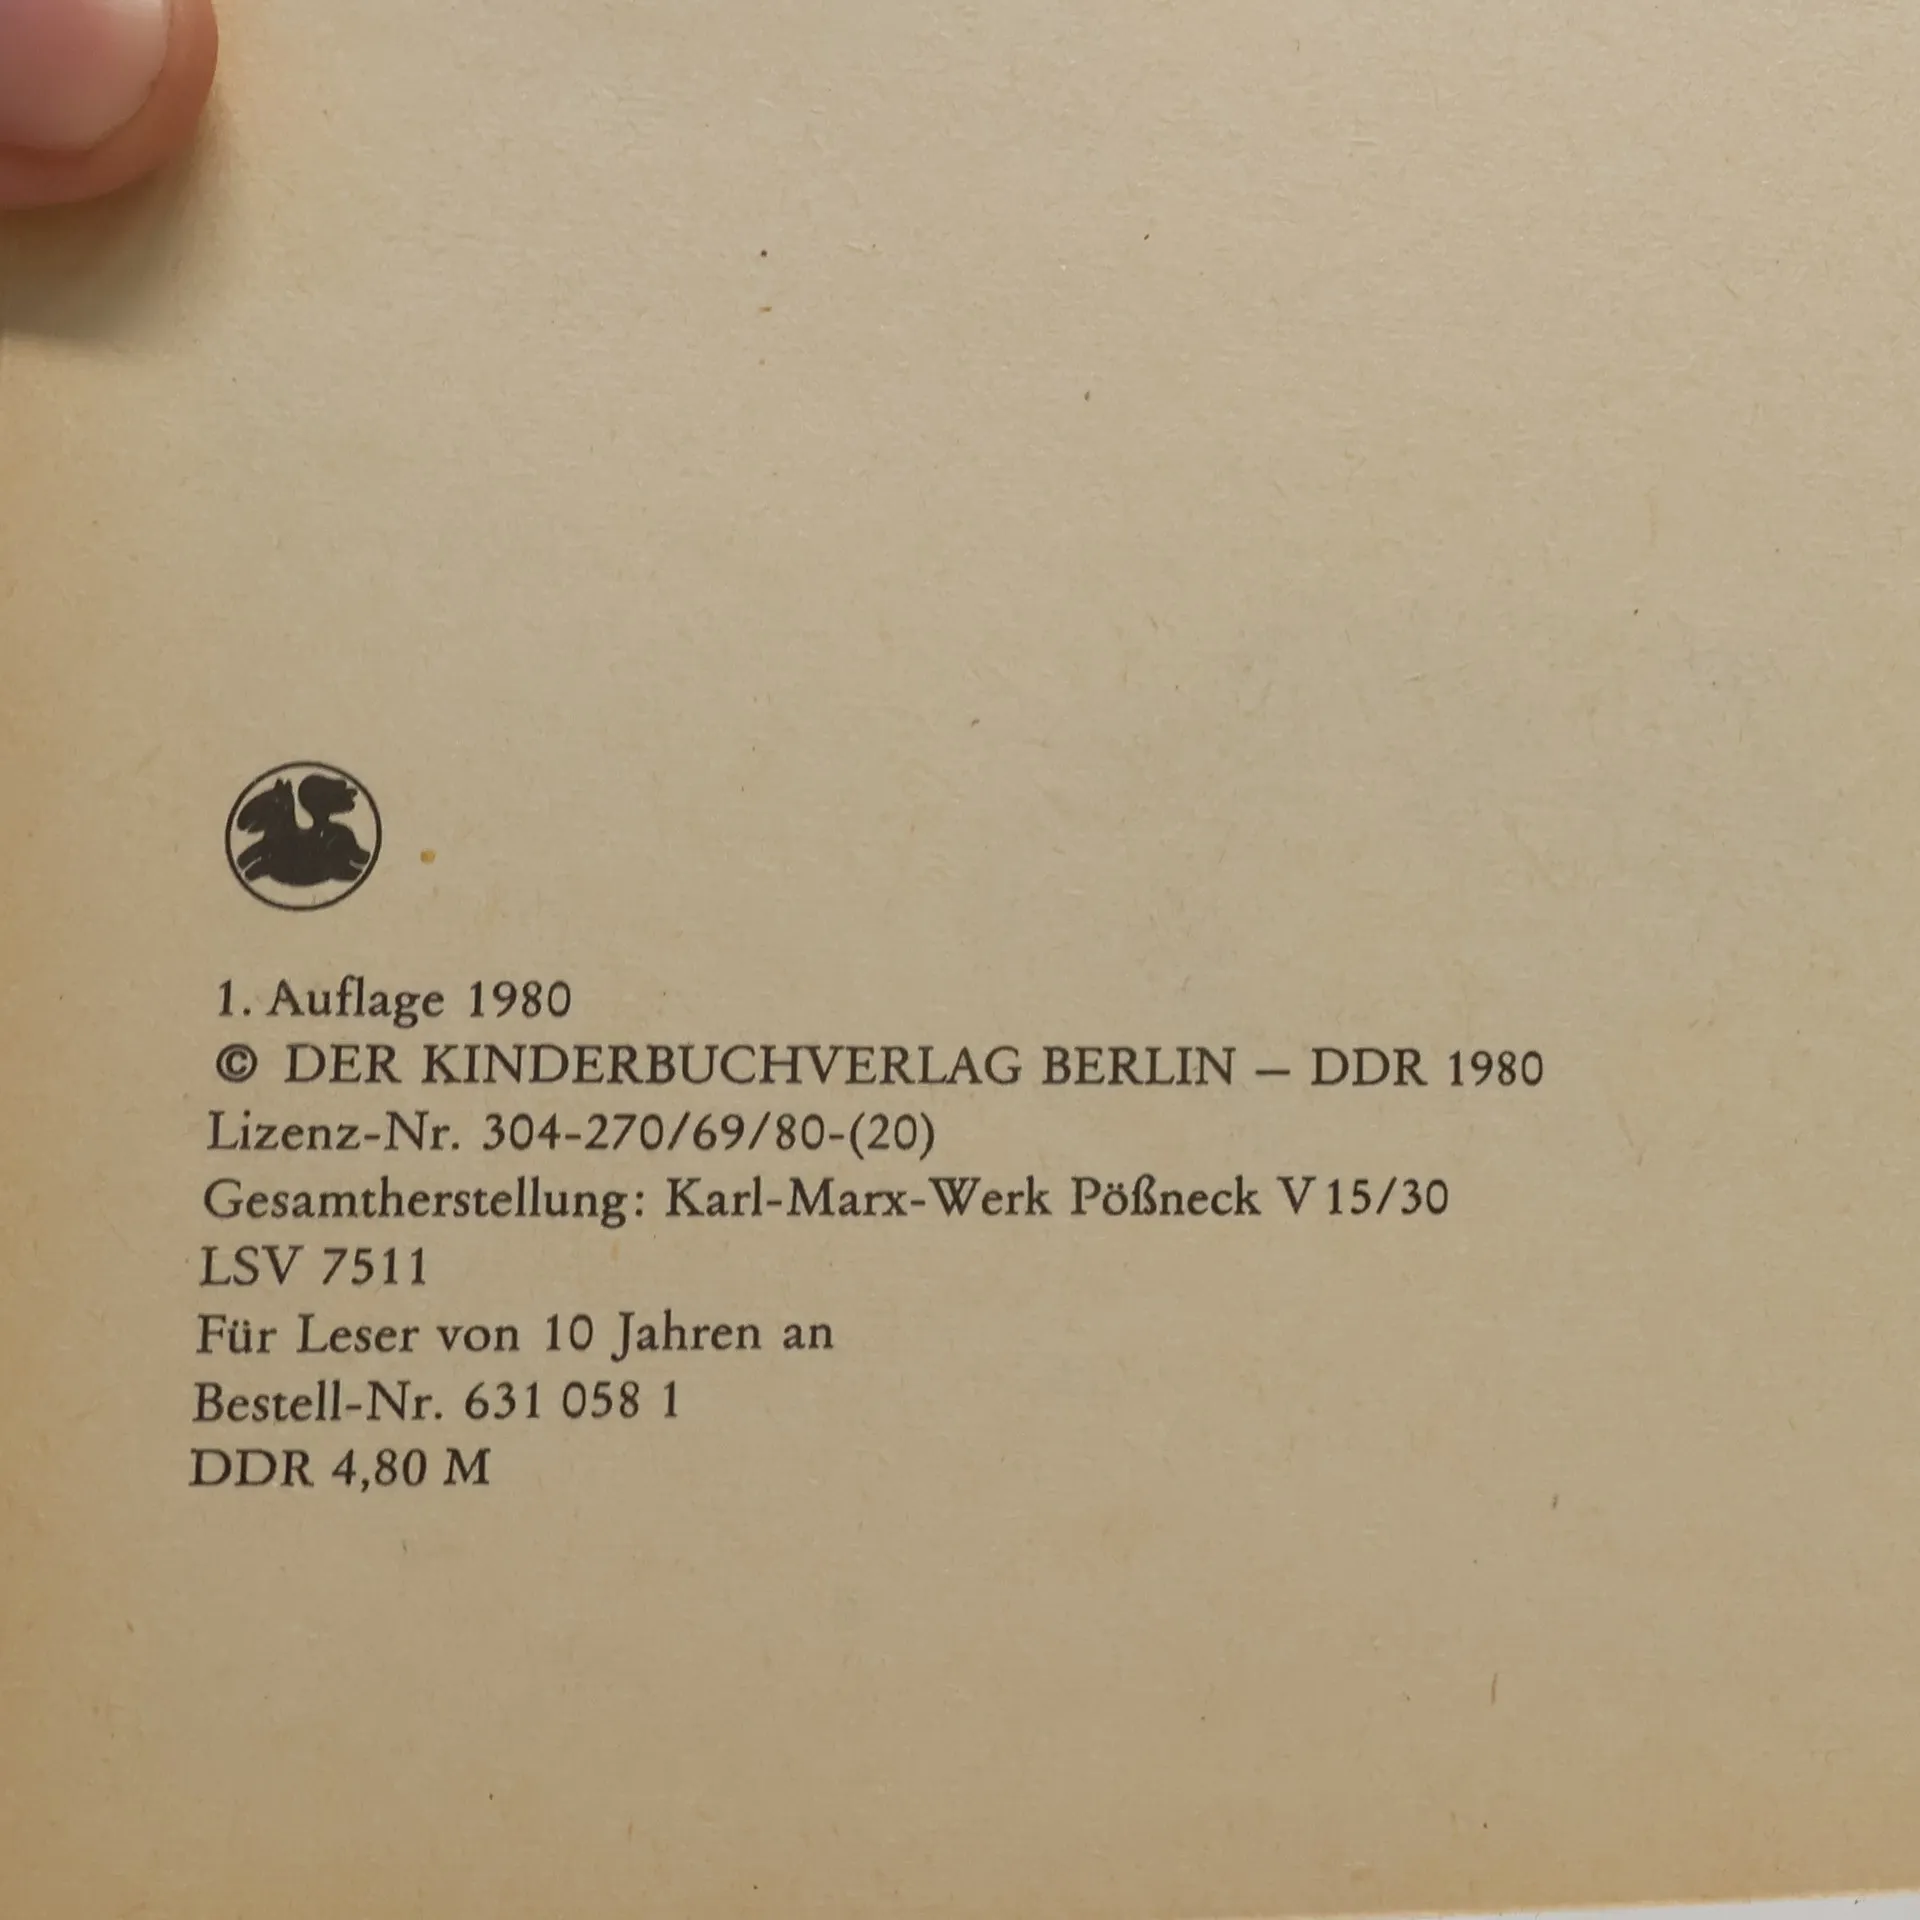 1. Auflage 1980
© DER KINDERBUCHVERLAG BERLIN – DDR 1980
Lizenz-Nr. 304-270/69/80-(20)
Gesamtherstellung: Karl-Marx-Werk Pößneck V 15/30
LSV 7511
Für Leser von 10 Jahren an
Bestell-Nr. 631 058 1
DDR 4,80 M